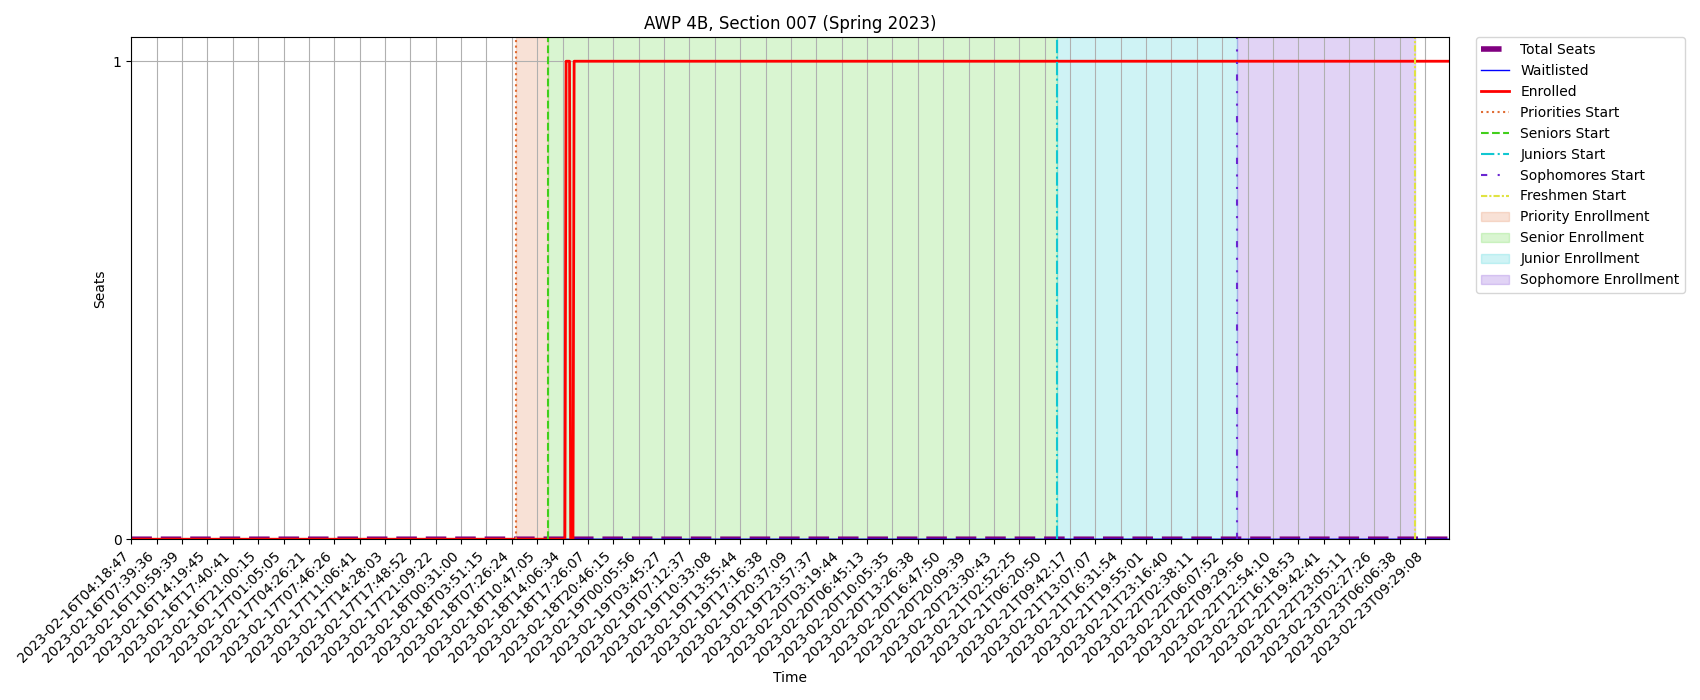 AWP 4B, Section 007 (Spring 2023)
Total Seats
Waitlisted
Enrolled
Priorities Start
Seniors Start
Juniors Start
Sophomores Start
Freshmen Start
Priority Enrollment
Senior Enrollment
Junior Enrollment
Sophomore Enrollment
Seats
1
0
2023-02-16T04:18:47
2023-02-16T07:39:36
2023-02-16T10:59:39
2023-02-16T14:19:45
2023-02-16T17:40:41
2023-02-16T21:00:15
2023-02-17T01:05:05
2023-02-17T04:26:21
2023-02-17T07:46:26
2023-02-17T11:06:41
2023-02-17T14:28:03
2023-02-17T17:48:52
2023-02-17T21:09:22
2023-02-18T00:31:00
2023-02-18T03:51:15
2023-02-18T07:26:24
2023-02-18T10:47:05
2023-02-18T14:06:34
2023-02-18T17:26:07
2023-02-18T20:46:15
2023-02-19T00:05:56
2023-02-19T03:45:27
2023-02-19T07:12:37
2023-02-19T10:33:08
2023-02-19T13:55:44
2023-02-19T17:16:38
2023-02-19T20:37:09
2023-02-19T23:57:37
2023-02-20T03:19:44
2023-02-20T06:45:13
2023-02-20T10:05:35
2023-02-20T13:26:38
2023-02-20T16:47:50
2023-02-20T20:09:39
2023-02-20T23:30:43
2023-02-21T02:52:25
2023-02-21T06:20:50
2023-02-21T09:42:17
2023-02-21T13:07:07
2023-02-21T16:31:54
2023-02-21T19:55:01
2023-02-21T23:16:40
2023-02-22T02:38:11
2023-02-22T06:07:52
2023-02-22T09:29:56
2023-02-22T12:54:10
2023-02-22T16:18:53
2023-02-22T19:42:41
2023-02-22T23:05:11
2023-02-23T02:27:26
2023-02-23T06:06:38
2023-02-23T09:29:08
Time